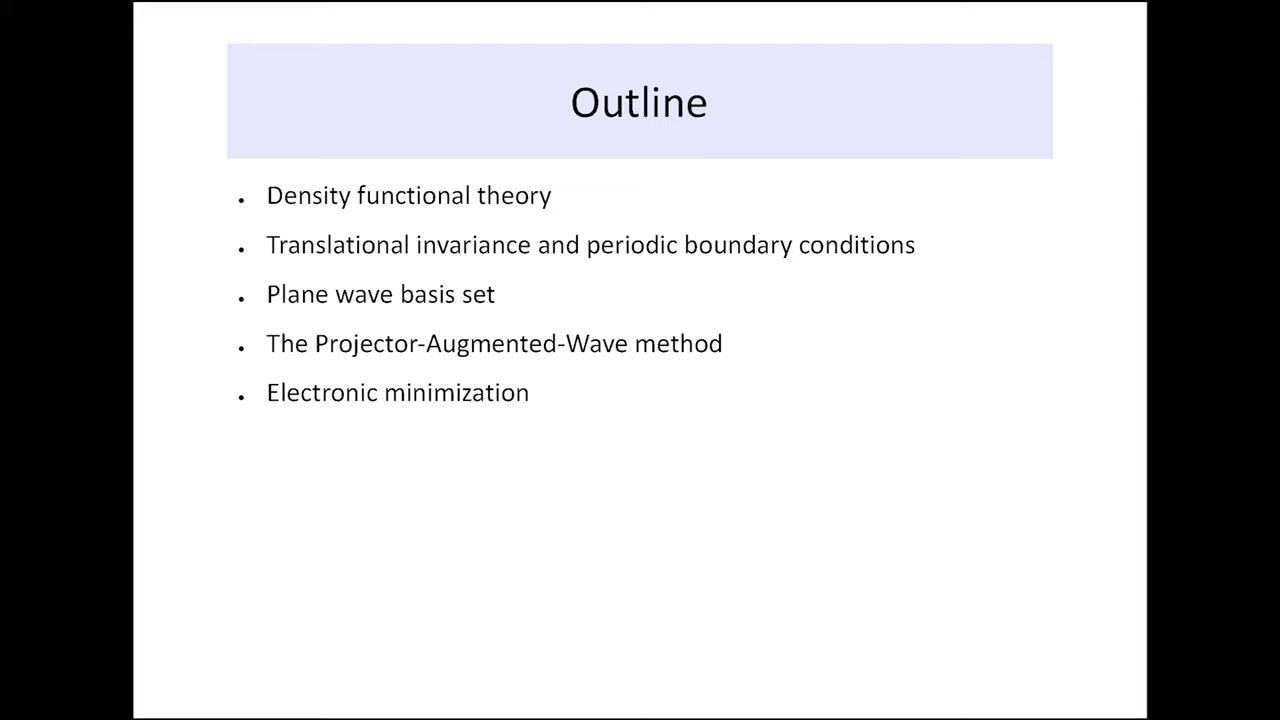 Outline
• Density functional theory
• Translational invariance and periodic boundary conditions
• Plane wave basis set
• The Projector-Augmented-Wave method
• Electronic minimization